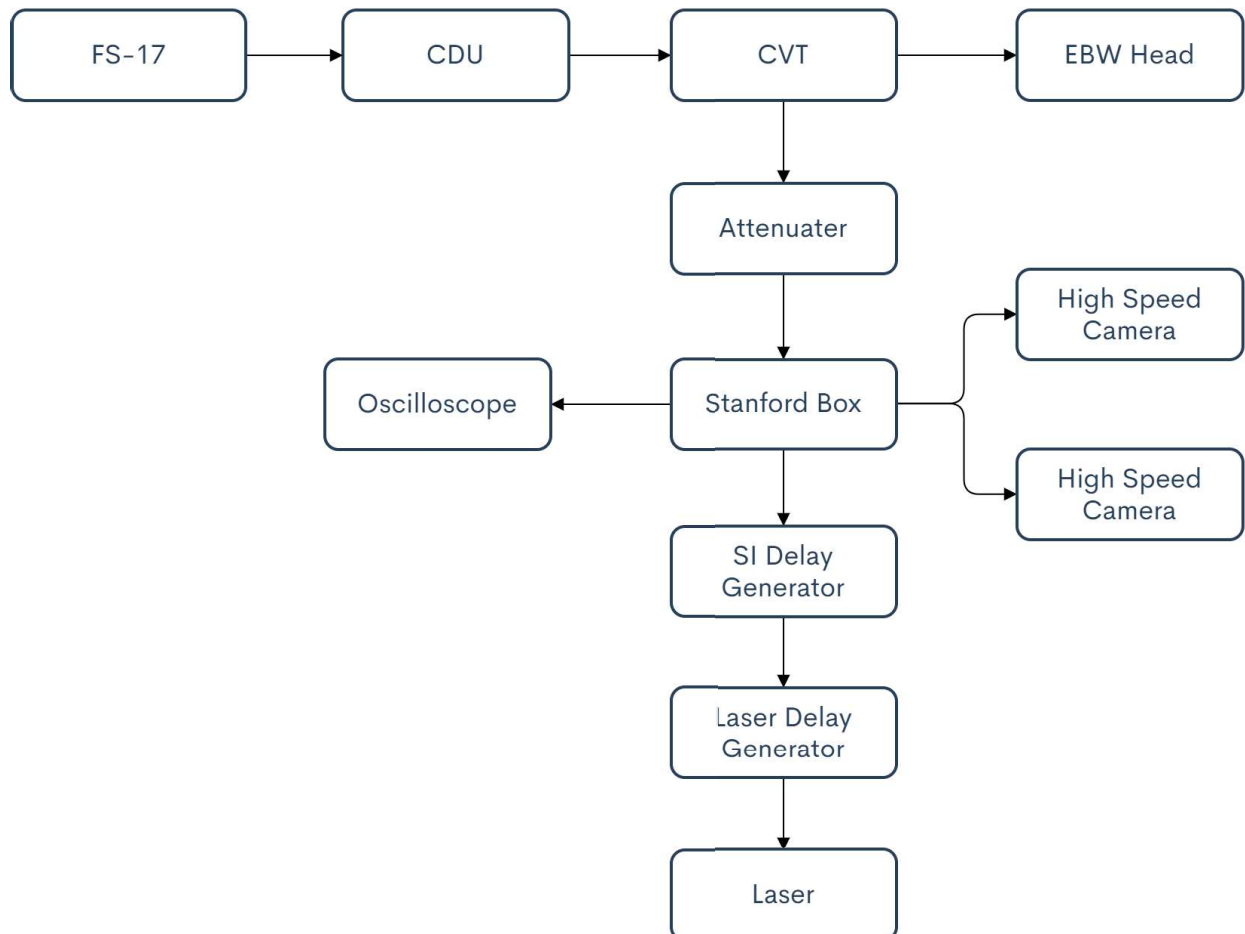 FS-17
CDU
CVT
EBW Head
Attenuater
High Speed
Camera
Oscilloscope
Stanford Box
High Speed
Camera
SI Delay
Generator
Laser Delay
Generator
Laser